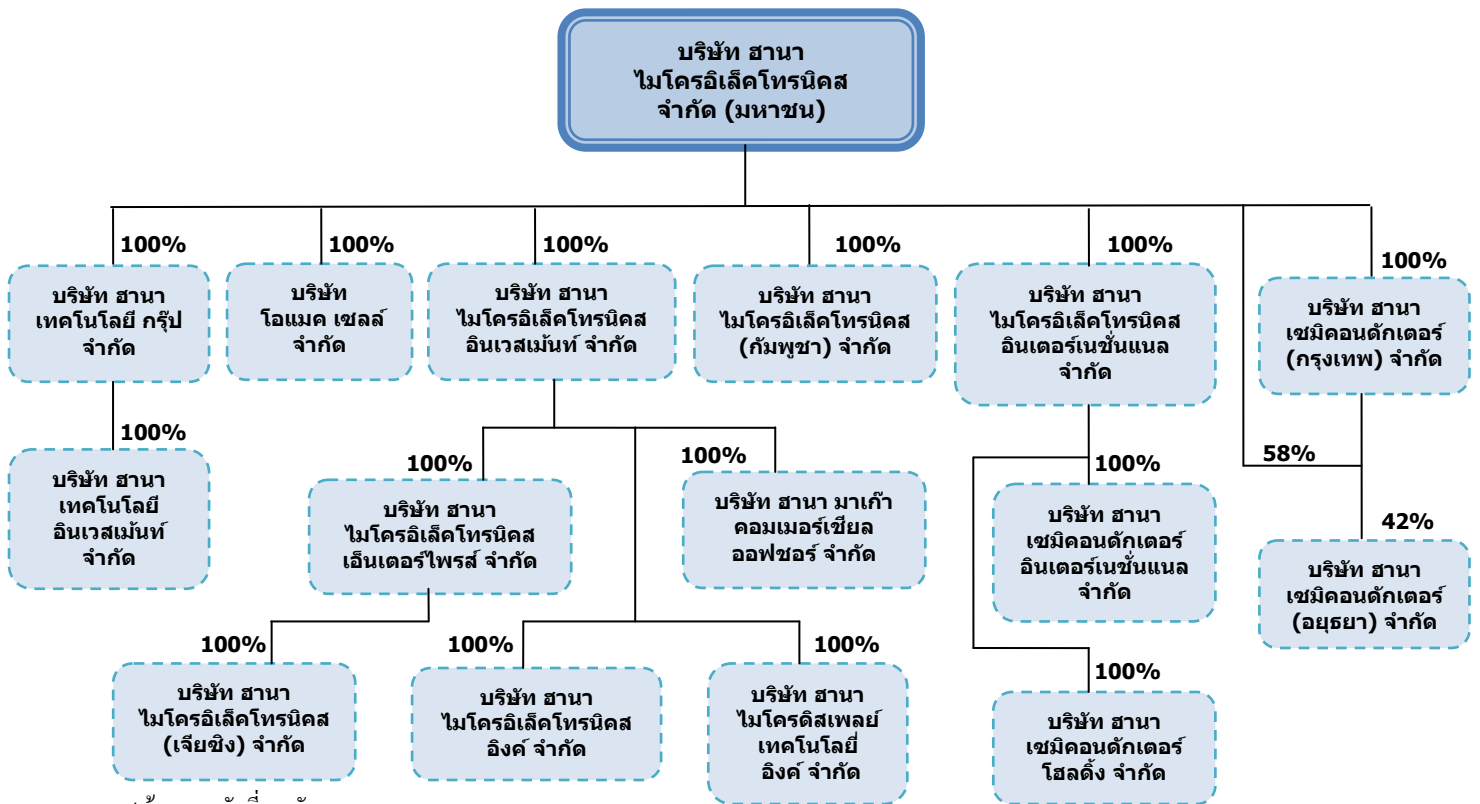 บริษัท ฮานา
ไมโครอิเล็คโทรนิคส
จำกัด (มหาชน)
100%
100%
100%
100%
100%
100%
บริษัท ฮานา
เทคโนโลยี กรุ๊ป
จำกัด
บริษัท
โอแมค เซลล์
จำกัด
บริษัท ฮานา
ไมโครอิเล็คโทรนิคส
อินเวสเม้นท์ จำกัด
บริษัท ฮานา
ไมโครอิเล็คโทรนิคส
(กัมพูชา) จำกัด
บริษัท ฮานา
ไมโครอิเล็คโทรนิคส
อินเตอร์เนชั่นแนล
จำกัด
บริษัท ฮานา
เซมิคอนดักเตอร์
(กรุงเทพ) จำกัด
100%
100%
100%
100%
58%
บริษัท ฮานา
เทคโนโลยี
อินเวสเม้นท์
จำกัด
บริษัท ฮานา
ไมโครอิเล็คโทรนิคส
เอ็นเตอร์ไพรส์ จำกัด
บริษัท ฮานา มาเก๊า
คอมเมอร์เชียล
ออฟชอร์ จำกัด
บริษัท ฮานา
เซมิคอนดักเตอร์
อินเตอร์เนชั่นแนล
จำกัด
42%
บริษัท ฮานา
เซมิคอนดักเตอร์
(อยุธยา) จำกัด
100%
100%
100%
100%
บริษัท ฮานา
ไมโครอิเล็คโทรนิคส
(เจียซิง) จำกัด
บริษัท ฮานา
ไมโครอิเล็คโทรนิคส
อิงค์ จำกัด
บริษัท ฮานา
ไมโครดิสเพลย์
เทคโนโลยี่
อิงค์ จำกัด
บริษัท ฮานา
เซมิคอนดักเตอร์
โฮลดิ้ง จำกัด